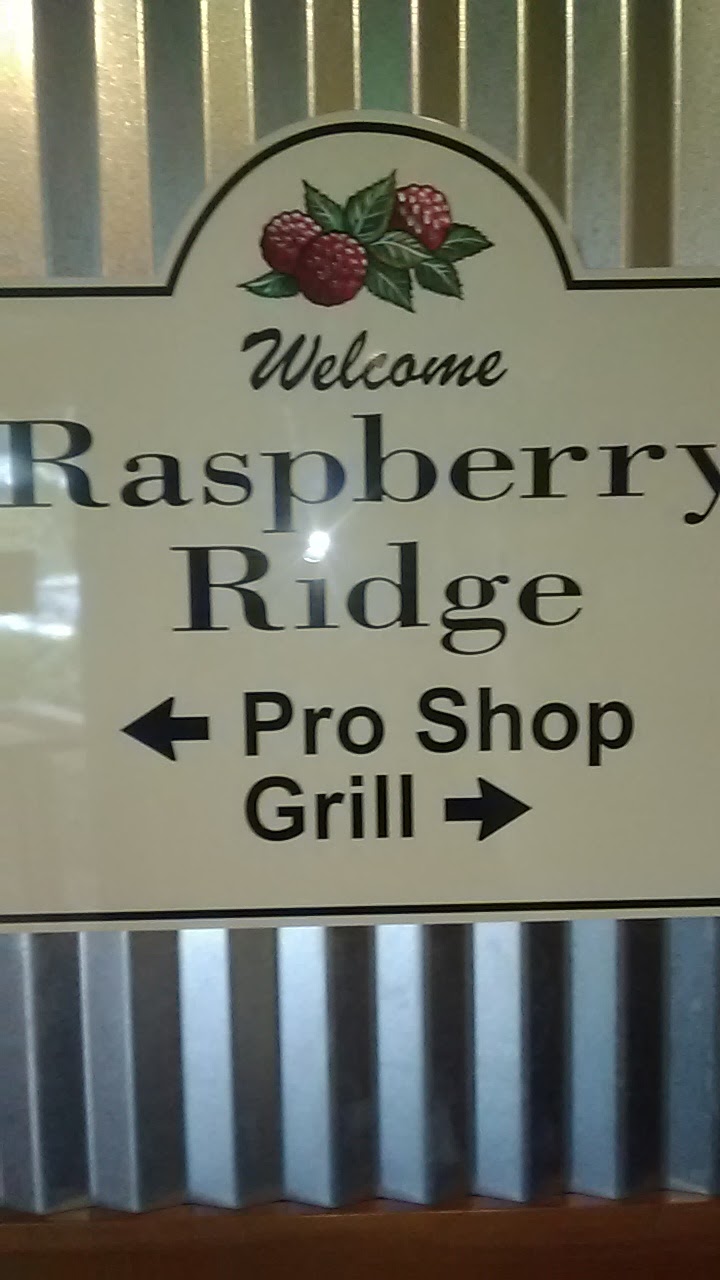 Welcome
Raspberry
Ridge
← Pro Shop
Grill →